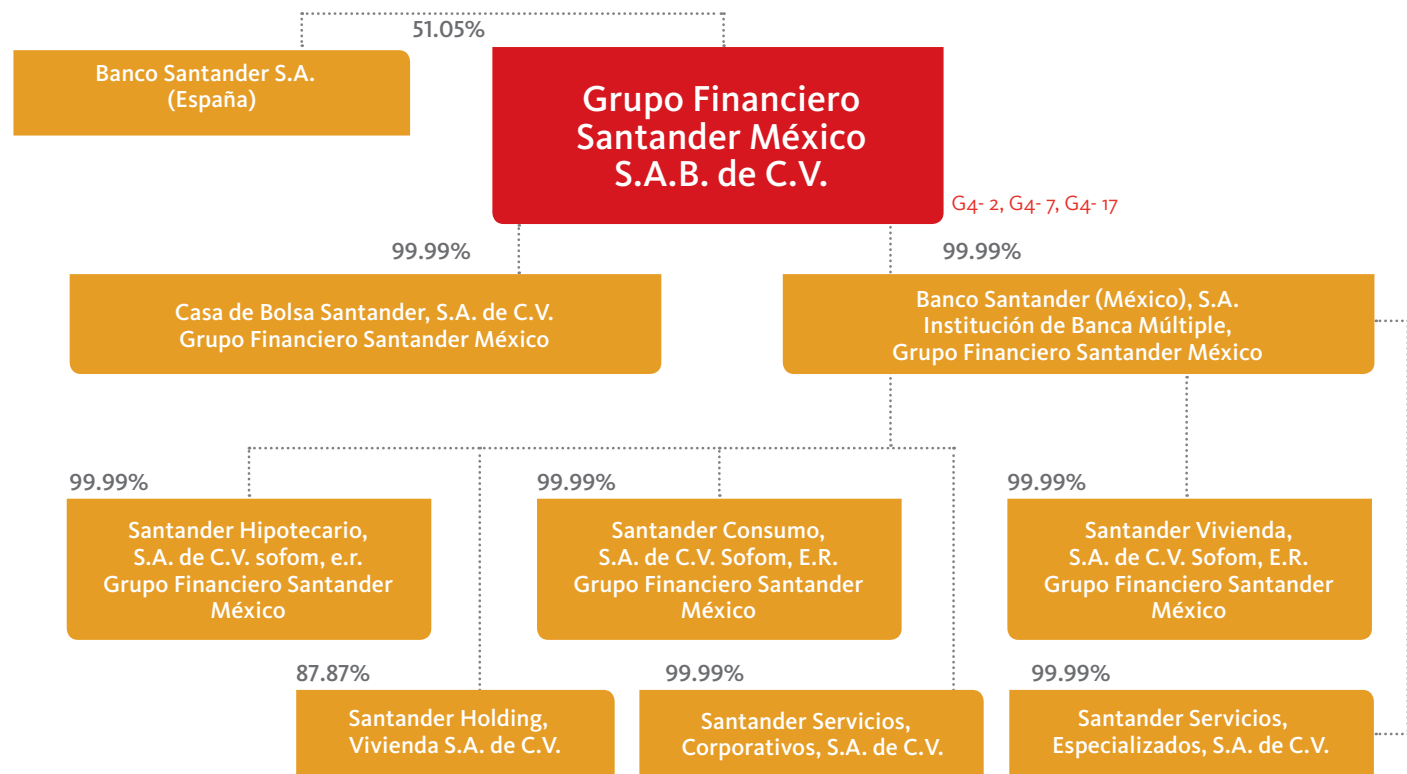 51.05%
Banco Santander S.A.
(España)
Grupo Financiero
Santander México
S.A.B. de C.V.
G4- 2, G4- 7, G4- 17
99.99%
99.99%
Casa de Bolsa Santander, S.A. de C.V.
Grupo Financiero Santander México
Banco Santander (México), S.A.
Institución de Banca Múltiple,
Grupo Financiero Santander México
99.99%
Santander Hipotecario,
S.A. de C.V. sofom, e.r.
Grupo Financiero Santander
México
99.99%
Santander Consumo,
S.A. de C.V. Sofom, E.R.
Grupo Financiero Santander
México
99.99%
Santander Vivienda,
S.A. de C.V. Sofom, E.R.
Grupo Financiero Santander
México
87.87%
Santander Holding,
Vivienda S.A. de C.V.
99.99%
Santander Servicios,
Corporativos, S.A. de C.V.
99.99%
Santander Servicios,
Especializados, S.A. de C.V.